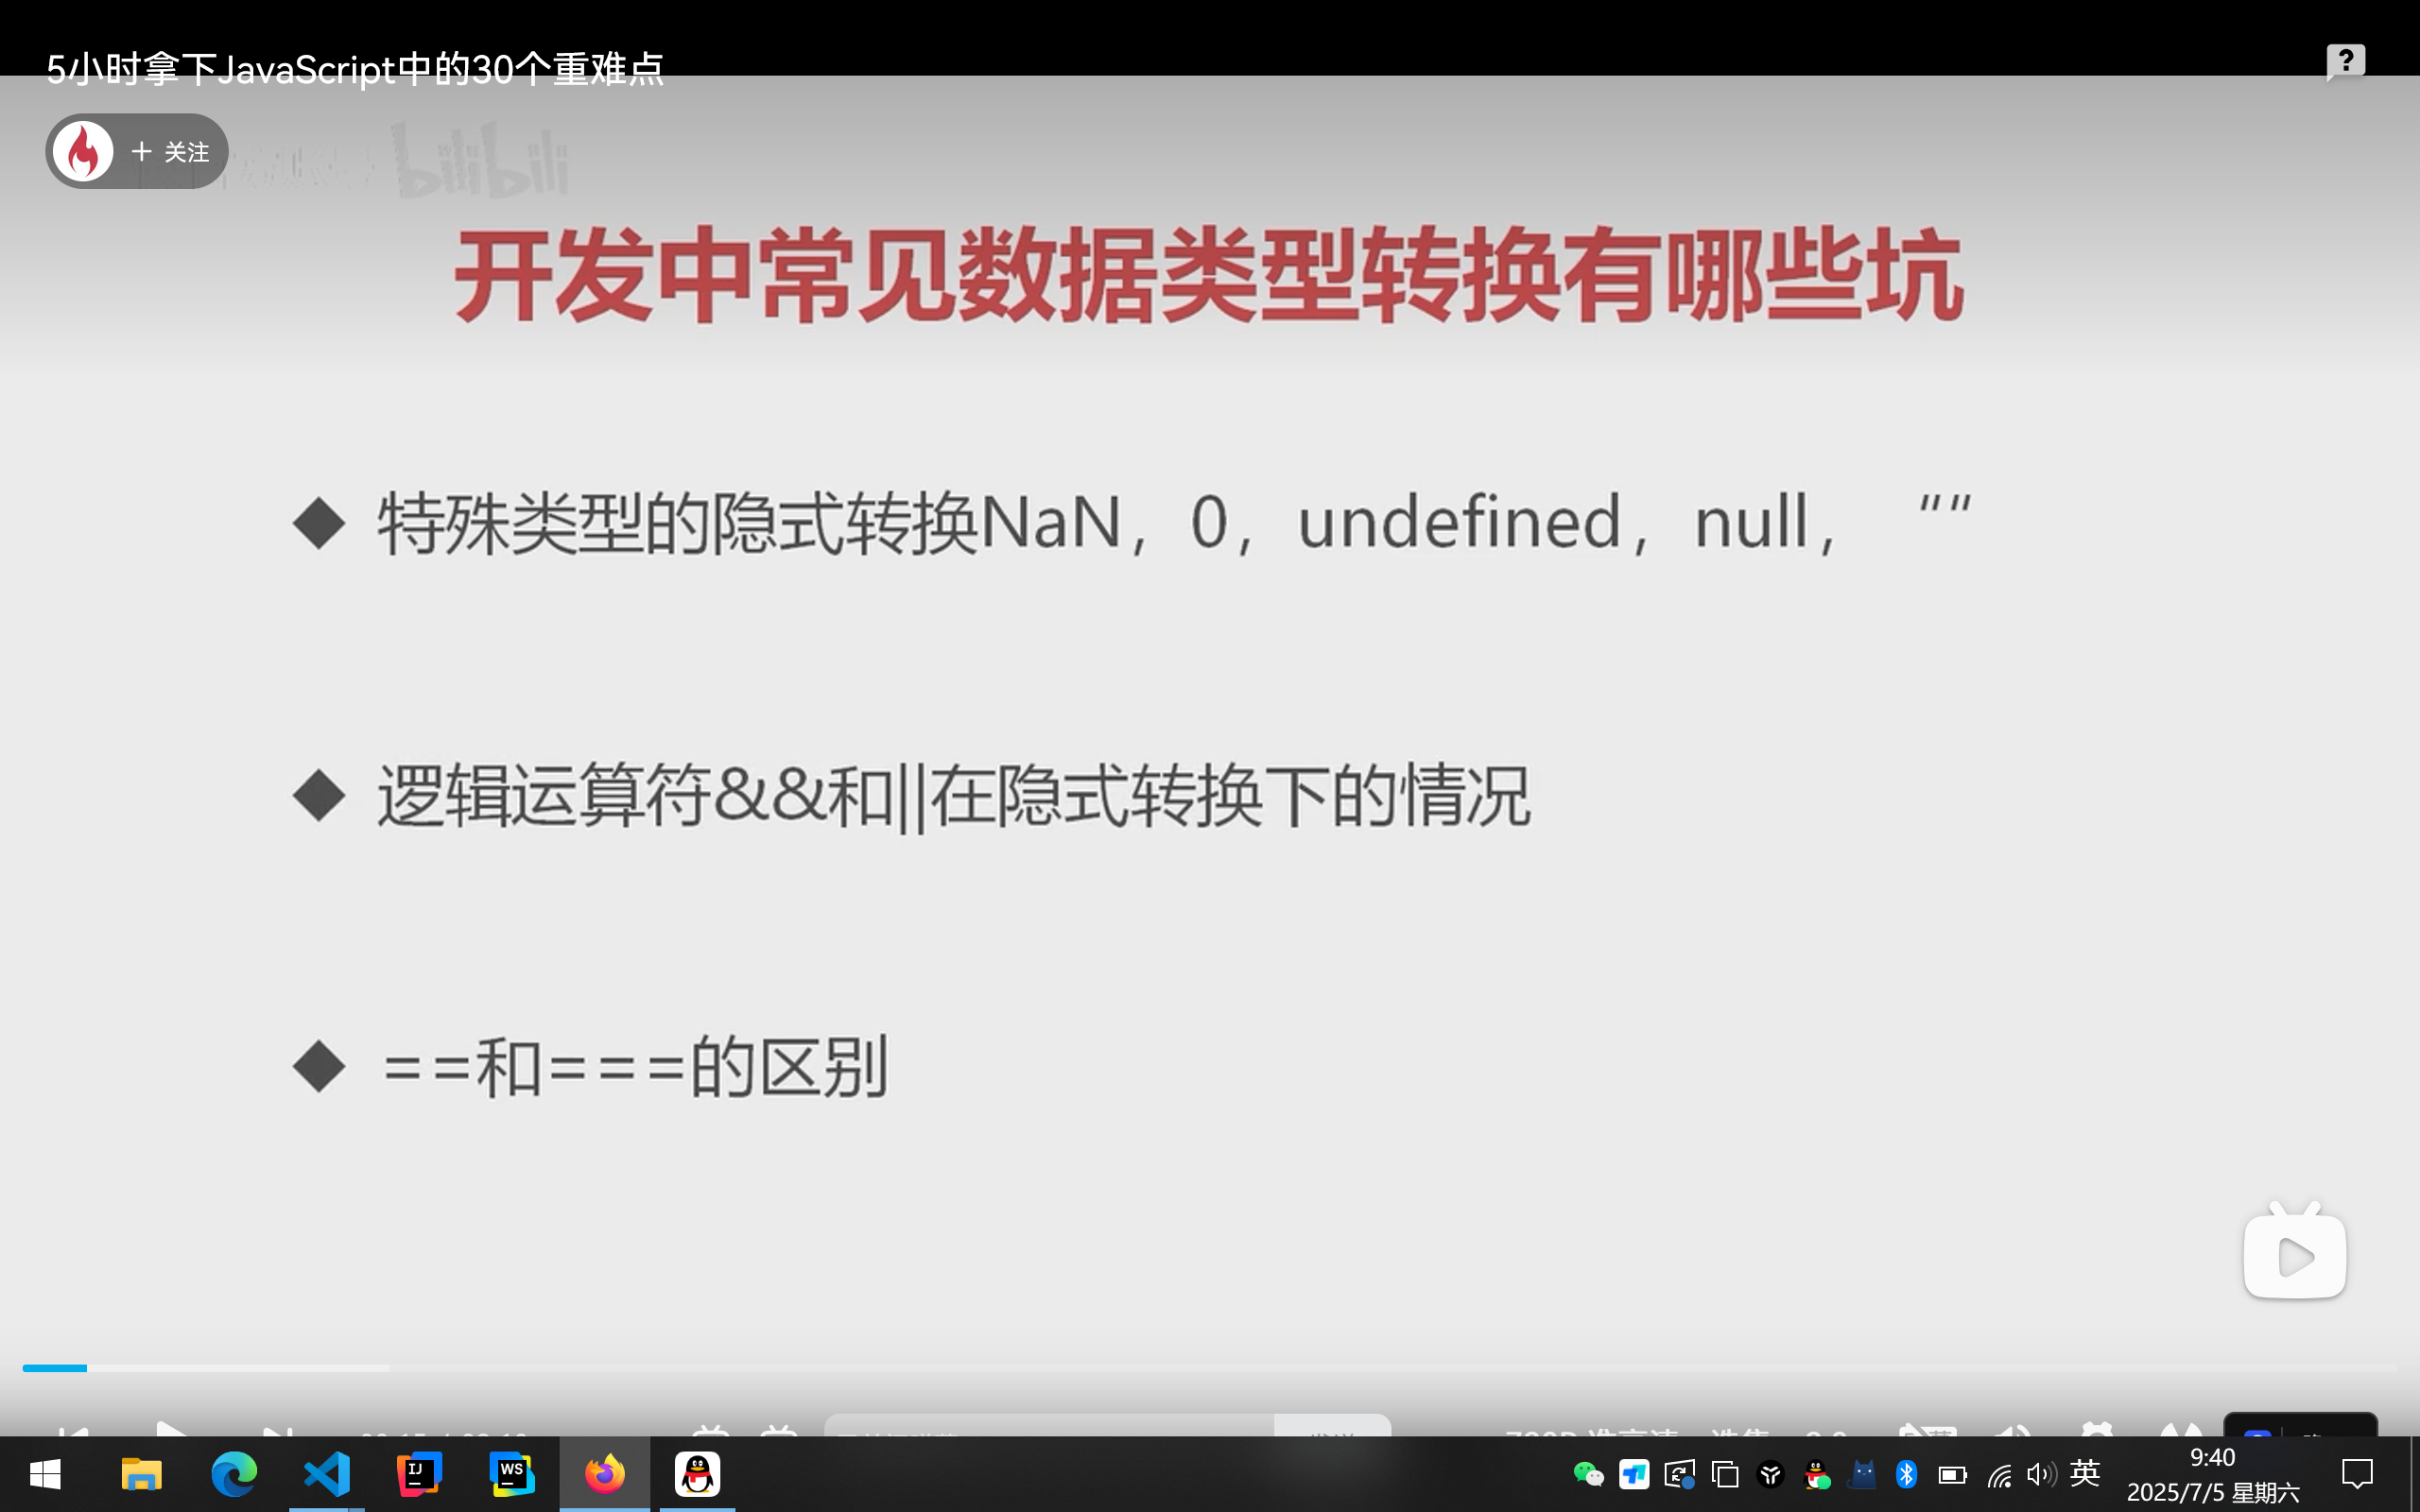 5小时拿下JavaScript中的30个重难点
+ 关注
bilibili
开发中常见数据类型转换有哪些坑
◆ 特殊类型的隐式转换NaN，0，undefined，null，““
◆ 逻辑运算符&&和||在隐式转换下的情况
◆ ==和===的区别
IJ
WS
英
9:40
2025/7/5 星期六